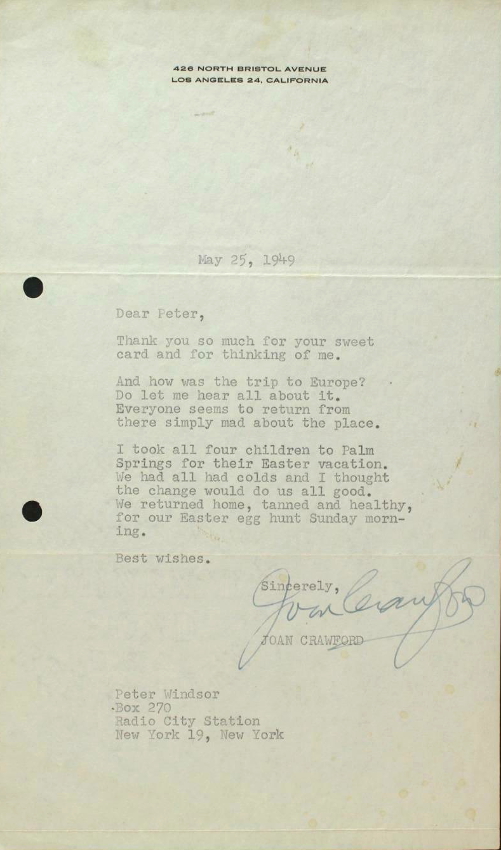 426 NORTH BRISTOL AVENUE
LOS ANGELES 24, CALIFORNIA
May 25, 1949
Dear Peter,
Thank you so much for your sweet
card and for thinking of me.
And how was the trip to Europe?
Do let me hear all about it.
Everyone seems to return from
there simply mad about the place.
I took all four children to Palm
Springs for their Easter vacation.
We had all had colds and I thought
the change would do us all good.
We returned home, tanned and healthy,
for our Easter egg hunt Sunday morn-
ing.
Best wishes.
Sincerely,
Joan Crawford
JOAN CRAWFORD
Peter Windsor
Box 270
Radio City Station
New York 19, New York